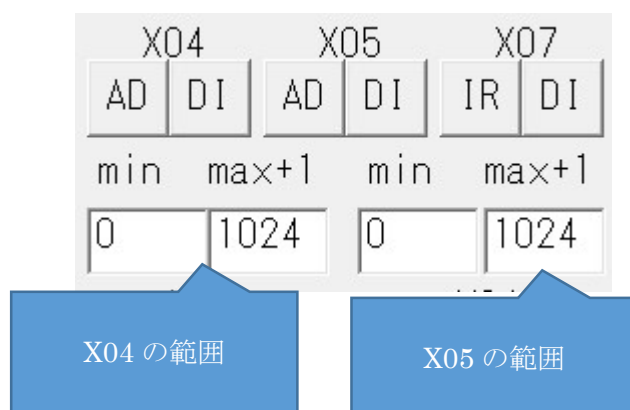 X04 X05 X07
AD DI AD DI IR DI
min max+1 min max+1
0 1024 0 1024
X04 の範囲 X05 の範囲